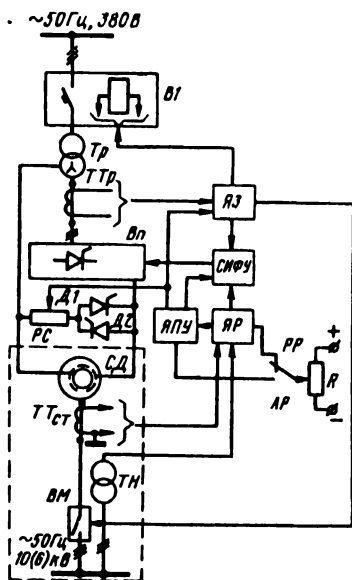 ~50Гц, 380В
В1
Тр
ТТр
ЯЗ
Вп
СИФУ
Д1
Д2
РС
ЯПУ
ЯР
СД
РР
+
R
АР
−
ТТст
ТН
ВМ
~50Гц
10(6)кВ